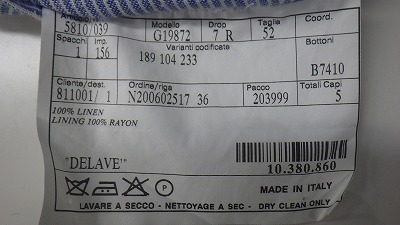 Articolo Modello Drop Taglia Coord.
5810/039 G19872 7 R 52
Spacchi Imp. Varianti codificate Bottoni
1 156 189 104 233 B7410
Cliente/dest. Ordine/riga Pacco Totali Capi
811001/ 1 N200602517 36 203999 5
100% LINEN
LINING 100% RAYON
"DELAVE'"
10.380.860
P
MADE IN ITALY
LAVARE A SECCO - NETTOYAGE A SEC - DRY CLEAN ONLY